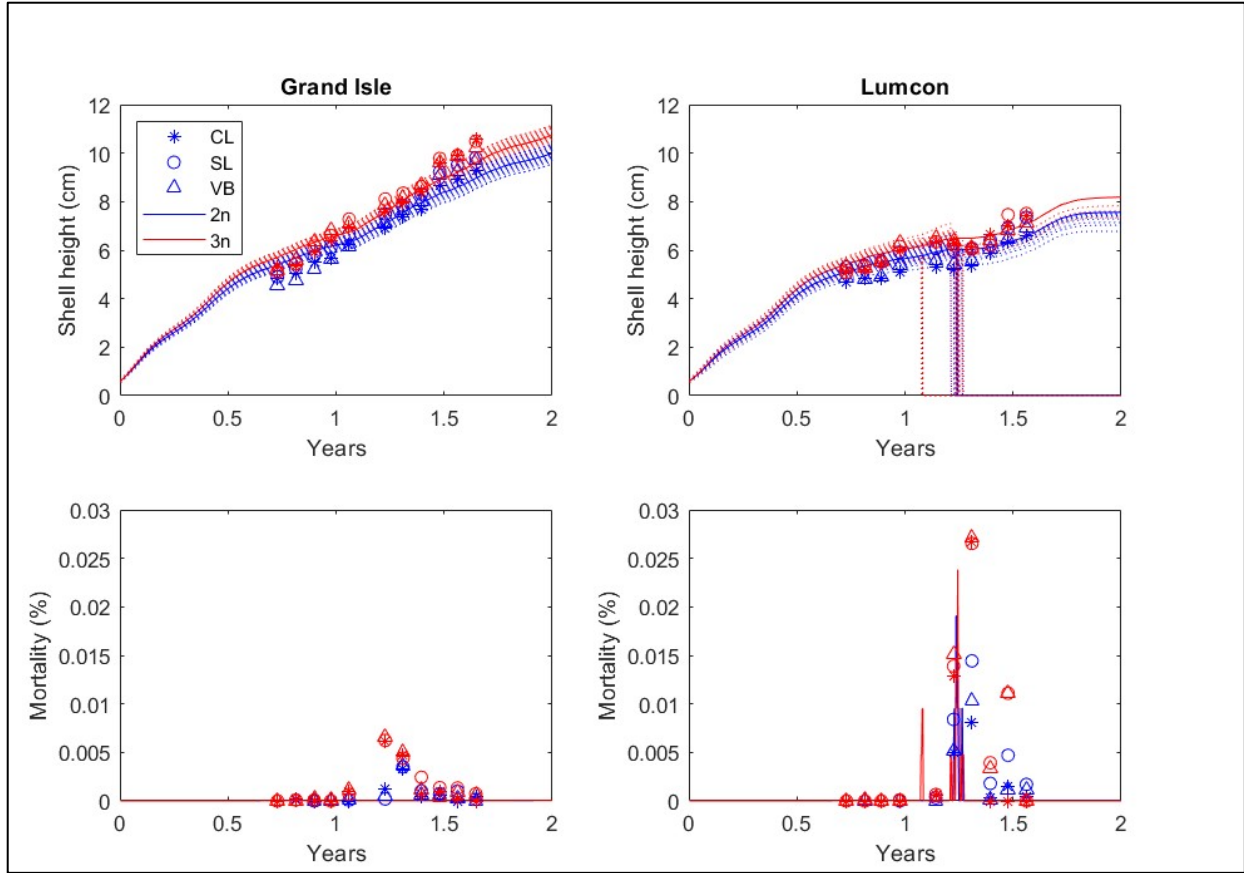 Grand Isle
Shell height (cm)
12
10
8
6
4
2
0
CL
SL
VB
2n
3n
0 0.5 1 1.5 2
Years
Lumcon
Shell height (cm)
12
10
8
6
4
2
0
0 0.5 1 1.5 2
Years
Mortality (%)
0.03
0.025
0.02
0.015
0.01
0.005
0
0 0.5 1 1.5 2
Years
Mortality (%)
0.03
0.025
0.02
0.015
0.01
0.005
0
0 0.5 1 1.5 2
Years